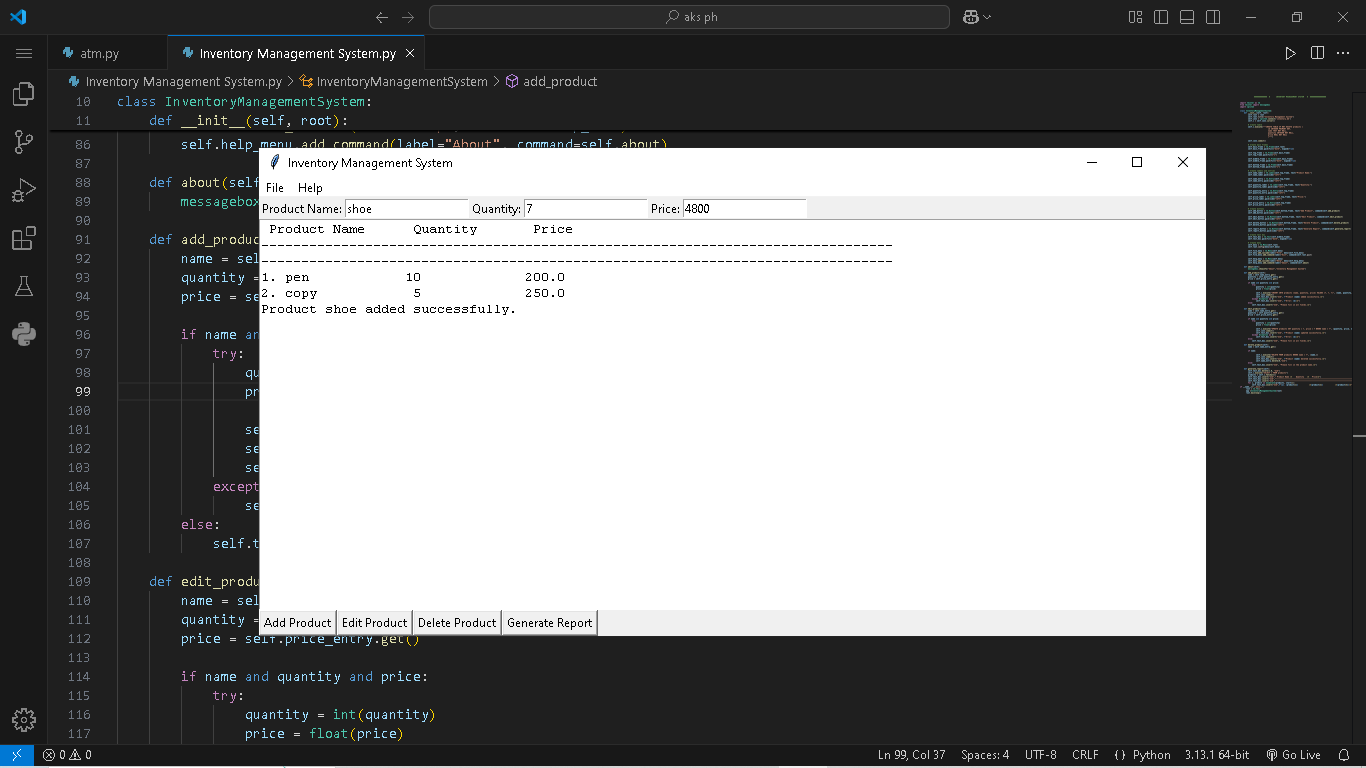 aks ph
atm.py
Inventory Management System.py
Inventory Management System.py > InventoryManagementSystem > add_product
10 class InventoryManagementSystem:
11 def __init__(self, root):
86 self.help_menu.add_command(label="About", command=self.about)
87
88 def about(self
89 messagebox
90
91 def add_produc
92 name = sel
93 quantity =
94 price = se
95
96 if name an
97 try:
98 qu
99 pr
100
101 se
102 se
103 se
104 except
105 se
106 else:
107 self.t
108
109 def edit_produ
110 name = sel
111 quantity =
112 price = self.price_entry.get()
113
114 if name and quantity and price:
115 try:
116 quantity = int(quantity)
117 price = float(price)
Inventory Management System
File Help
Product Name: shoe Quantity: 7 Price: 4800
Product Name Quantity Price
-------------------------------------------------------------------------------
-------------------------------------------------------------------------------
1. pen 10 200.0
2. copy 5 250.0
Product shoe added successfully.
Add Product Edit Product Delete Product Generate Report
0 0 Ln 99, Col 37 Spaces: 4 UTF-8 CRLF () Python 3.13.1 64-bit Go Live